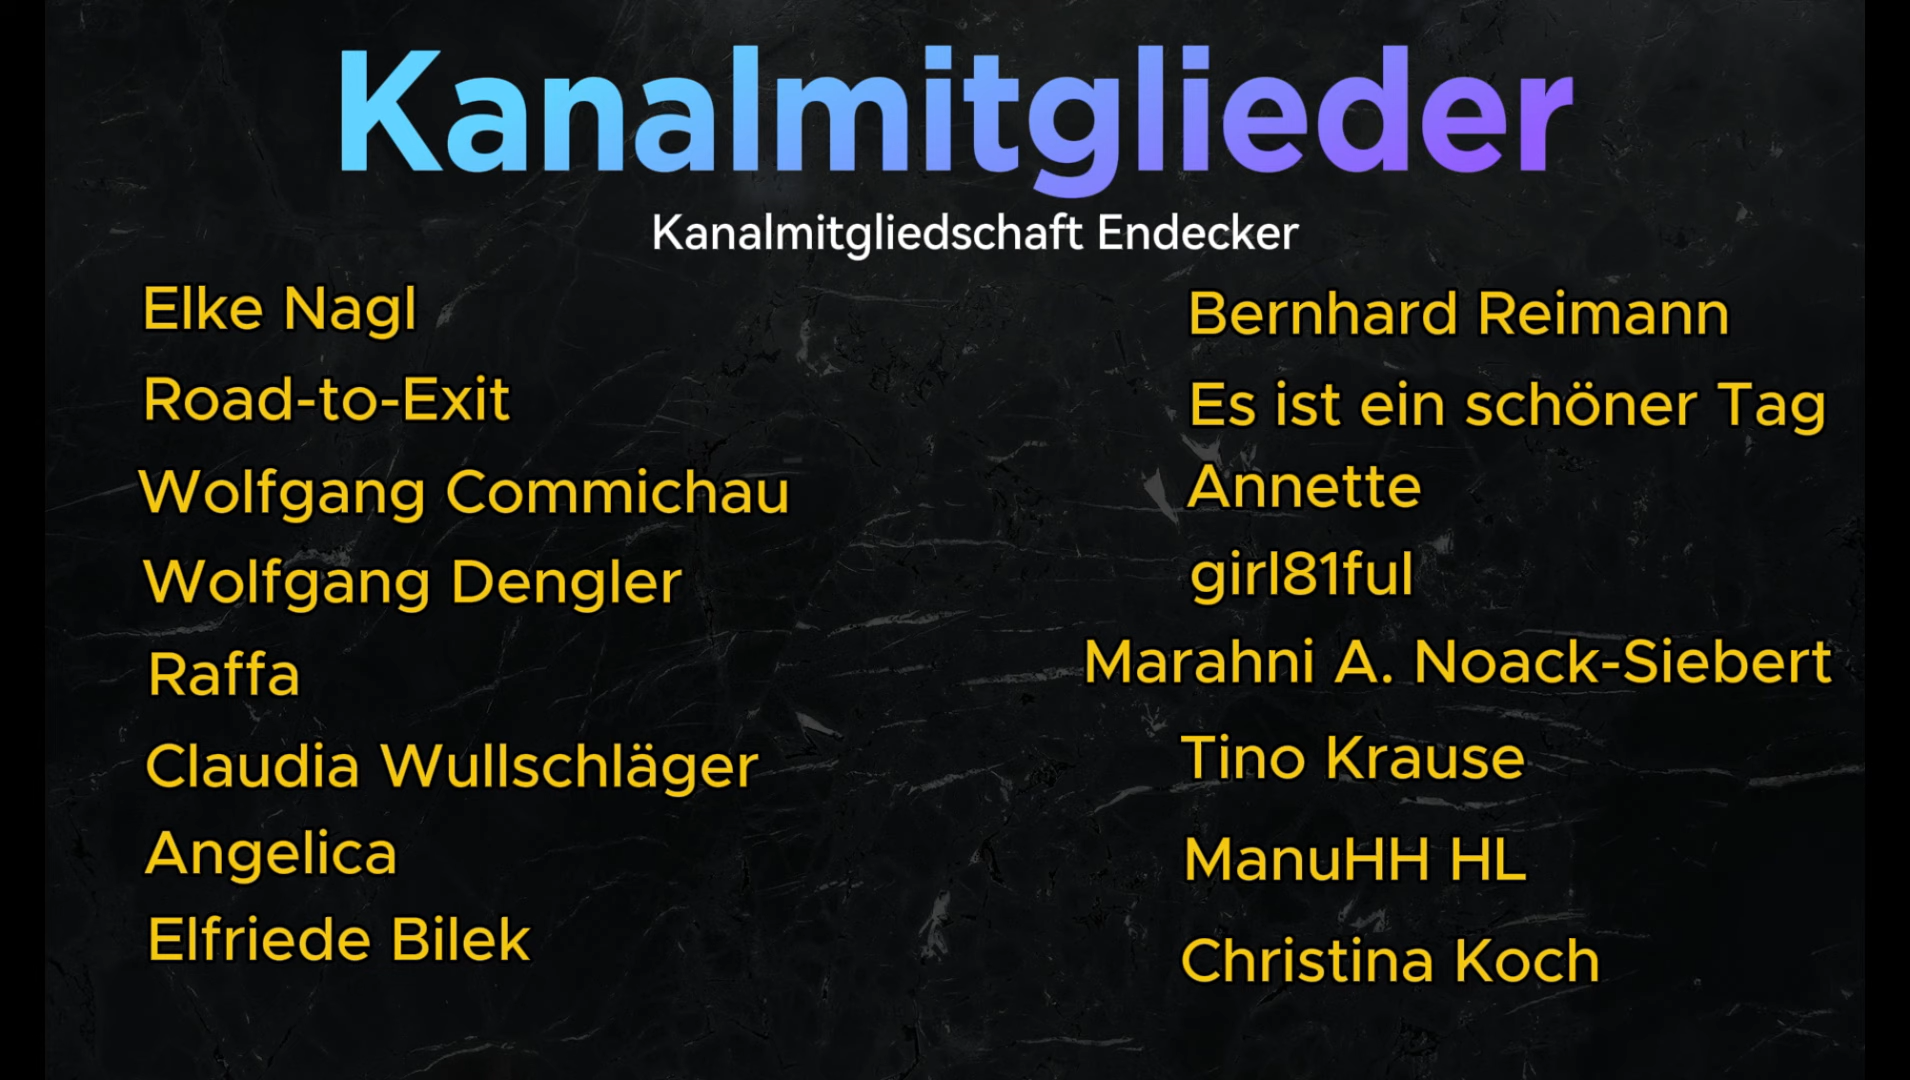 Kanalmitglieder
Kanalmitgliedschaft Endecker
Elke Nagl
Road-to-Exit
Wolfgang Commichau
Wolfgang Dengler
Raffa
Claudia Wullschläger
Angelica
Elfriede Bilek
Bernhard Reimann
Es ist ein schöner Tag
Annette
girl81ful
Marahni A. Noack-Siebert
Tino Krause
ManuHH HL
Christina Koch